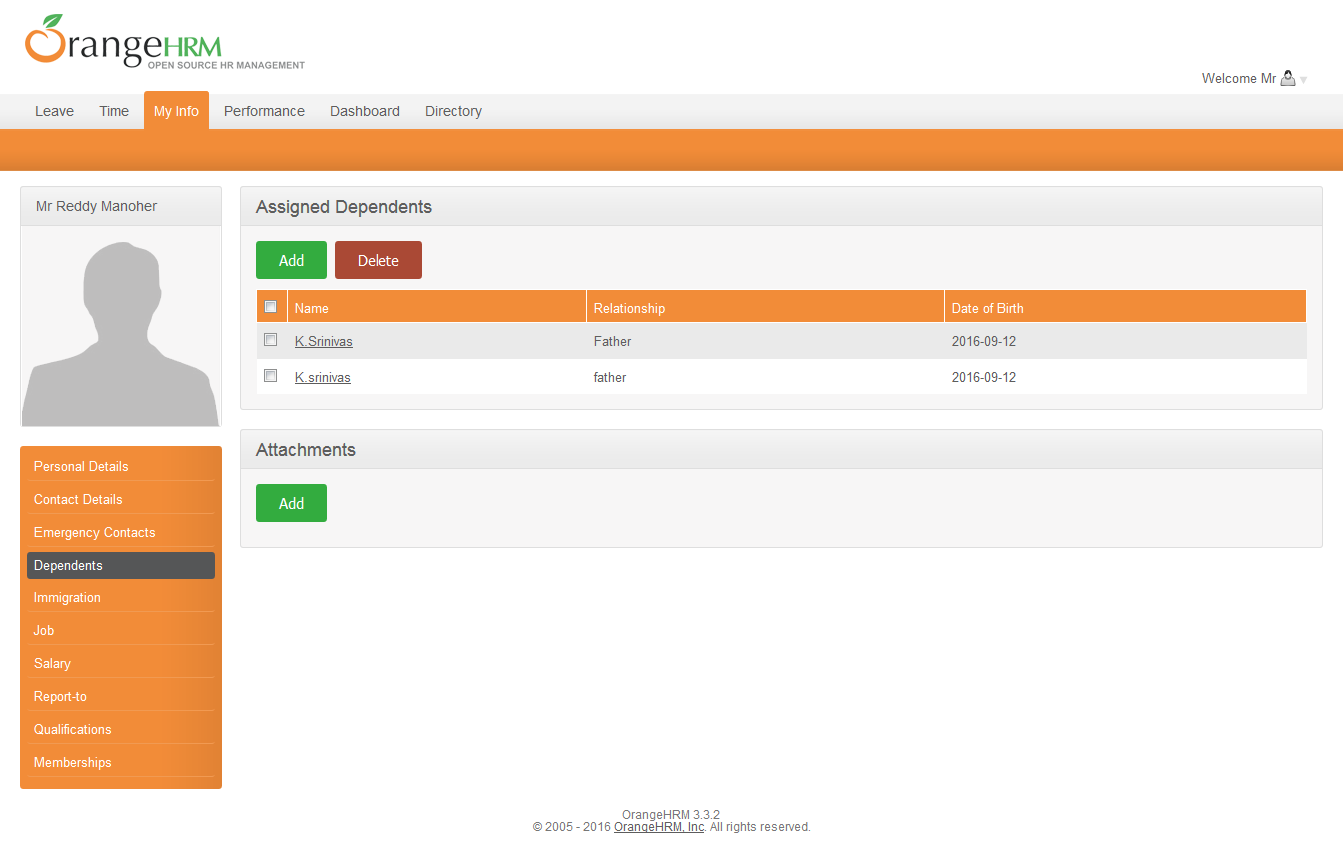 OrangeHRM
OPEN SOURCE HR MANAGEMENT
Welcome Mr
Leave Time My Info Performance Dashboard Directory
Mr Reddy Manoher
Assigned Dependents
Add Delete
Name Relationship Date of Birth
K.Srinivas Father 2016-09-12
K.srinivas father 2016-09-12
Attachments
Add
Personal Details
Contact Details
Emergency Contacts
Dependents
Immigration
Job
Salary
Report-to
Qualifications
Memberships
OrangeHRM 3.3.2
© 2005 - 2016 OrangeHRM, Inc. All rights reserved.